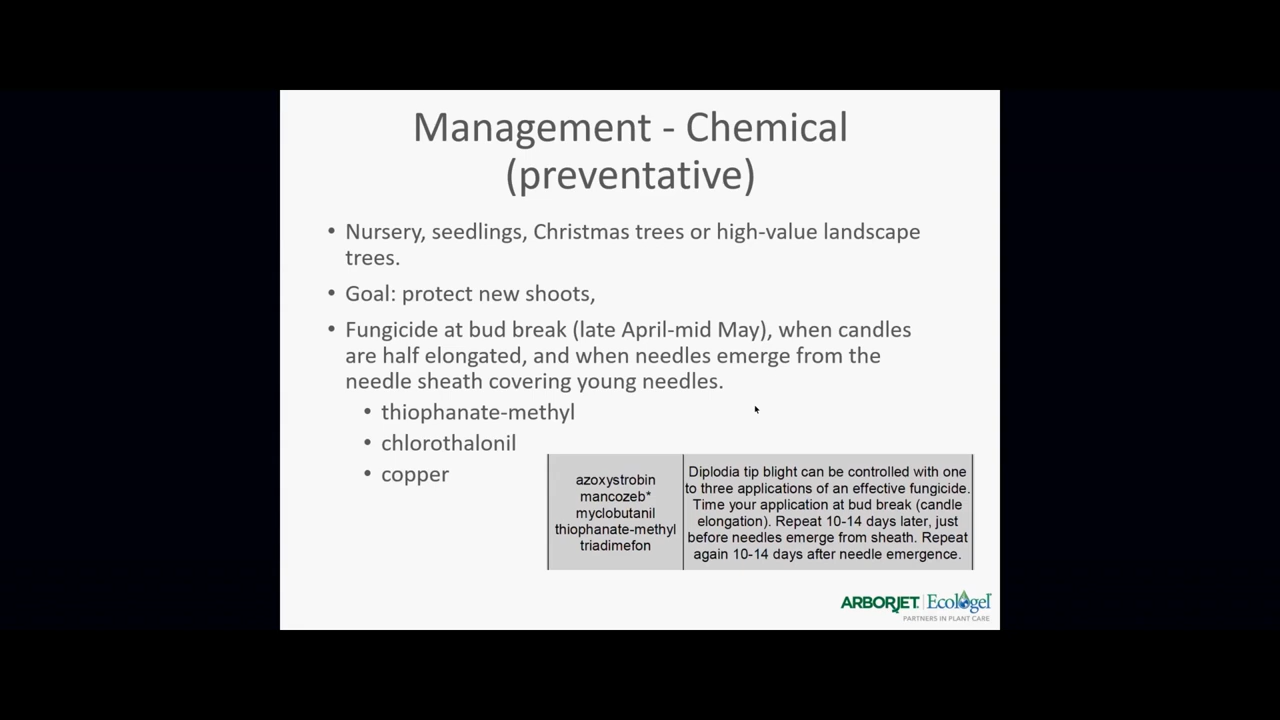 Management - Chemical
(preventative)
• Nursery, seedlings, Christmas trees or high-value landscape
trees.
• Goal: protect new shoots,
• Fungicide at bud break (late April-mid May), when candles
are half elongated, and when needles emerge from the
needle sheath covering young needles.
• thiophanate-methyl
• chlorothalonil
• copper
azoxystrobin
mancozeb*
myclobutanil
thiophanate-methyl
triadimefon
Diplodia tip blight can be controlled with one
to three applications of an effective fungicide.
Time your application at bud break (candle
elongation). Repeat 10-14 days later, just
before needles emerge from sheath. Repeat
again 10-14 days after needle emergence.
ARBORJET | Ecologel
PARTNERS IN PLANT CARE